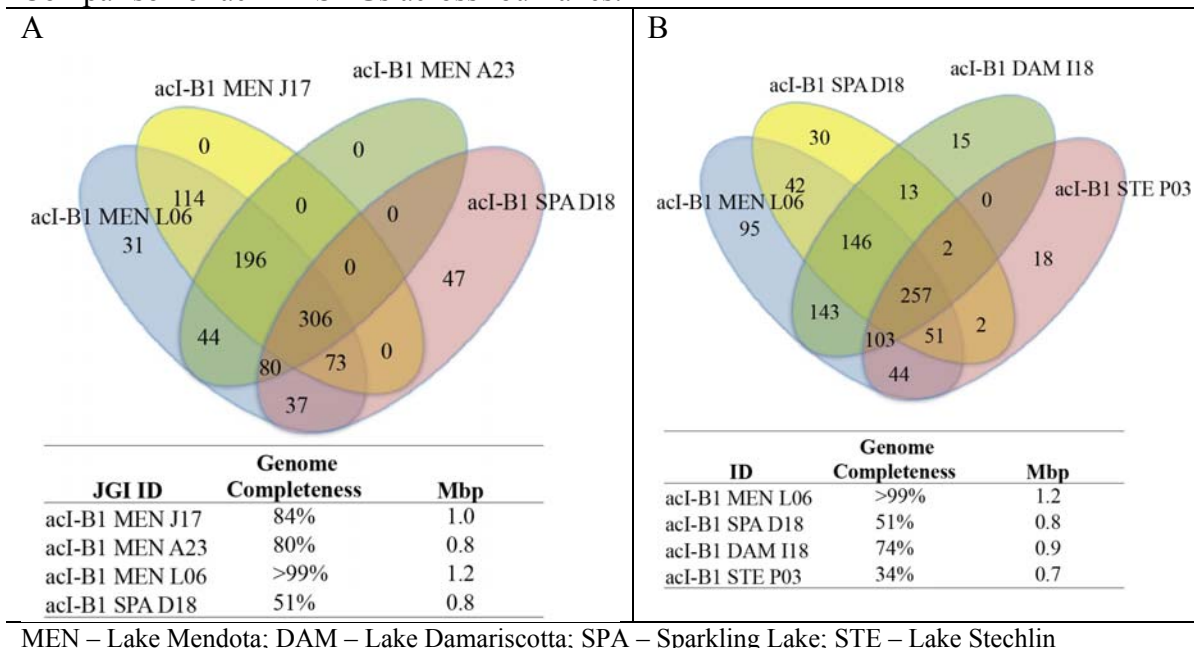 A
acI-B1 MEN J17
acI-B1 MEN A23
acI-B1 MEN L06
acI-B1 SPA D18
0
0
114
0
0
31
196
0
47
306
44
80
73
0
37
JGI ID Genome Completeness Mbp
acI-B1 MEN J17 84% 1.0
acI-B1 MEN A23 80% 0.8
acI-B1 MEN L06 >99% 1.2
acI-B1 SPA D18 51% 0.8
B
acI-B1 SPA D18
acI-B1 DAM I18
acI-B1 MEN L06
acI-B1 STE P03
30
15
42
13
0
95
146
2
18
257
143
103
51
2
44
ID Genome Completeness Mbp
acI-B1 MEN L06 >99% 1.2
acI-B1 SPA D18 51% 0.8
acI-B1 DAM I18 74% 0.9
acI-B1 STE P03 34% 0.7
MEN – Lake Mendota; DAM – Lake Damariscotta; SPA – Sparkling Lake; STE – Lake Stechlin